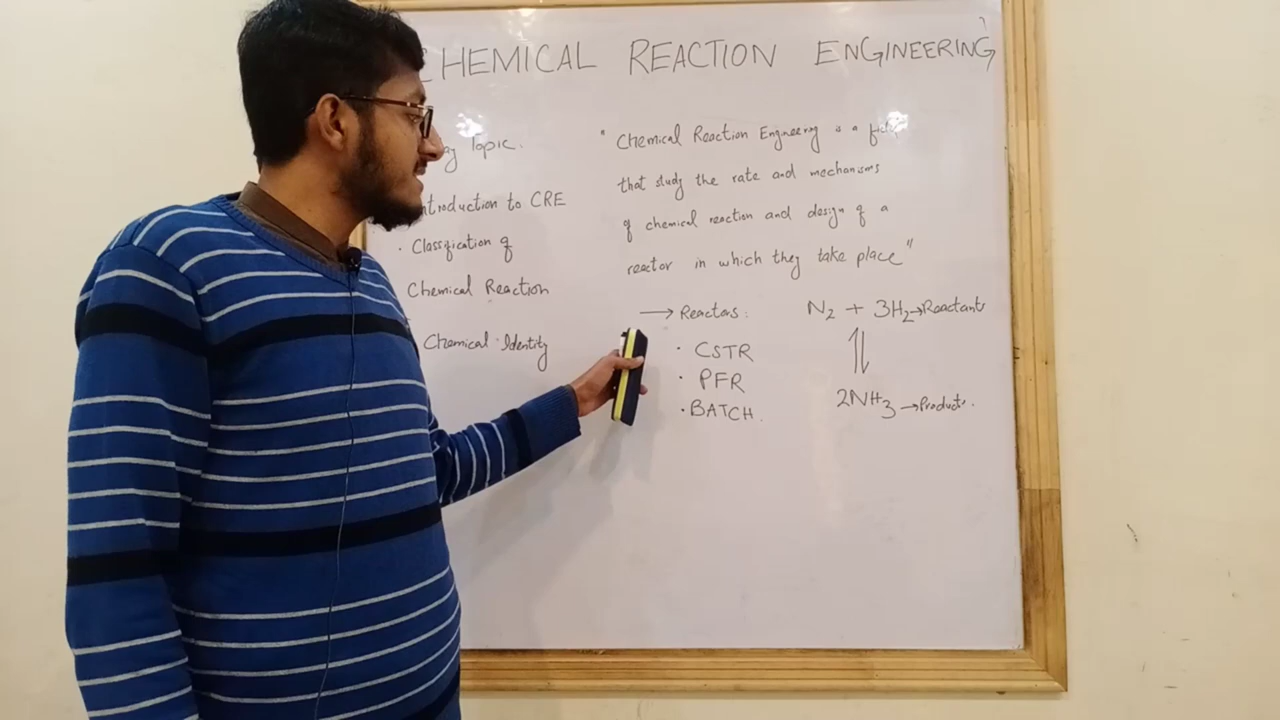 CHEMICAL REACTION ENGINEERING
Topic.
Introduction to CRE
· Classification of
Chemical Reaction
Chemical Identity
" Chemical Reaction Engineering is a field
that study the rate and mechanisms
of chemical reaction and design of a
reactor in which they take place"
→ Reactors:
· CSTR
· PFR
· BATCH.
N₂ + 3H₂→Reactants
⇅
2NH₃→Products.